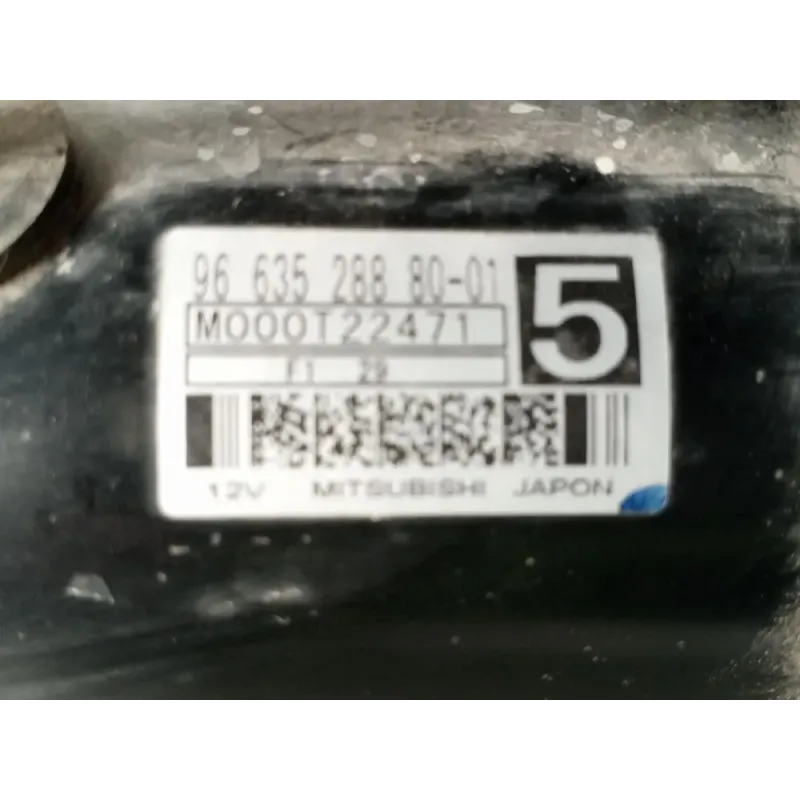 96 635 288 80-01
5
M000T22471
F1 29
12V MITSUBISHI JAPON